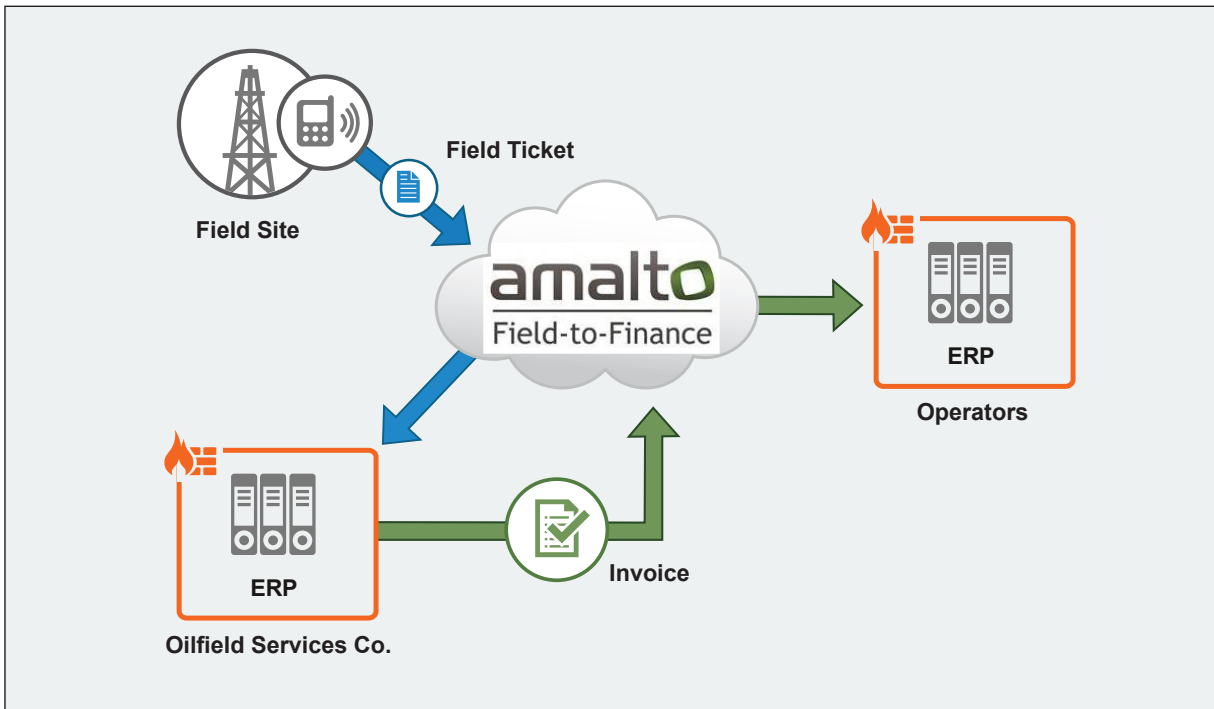 Field Ticket
Field Site
amalto
Field-to-Finance
ERP
Operators
ERP
Invoice
Oilfield Services Co.